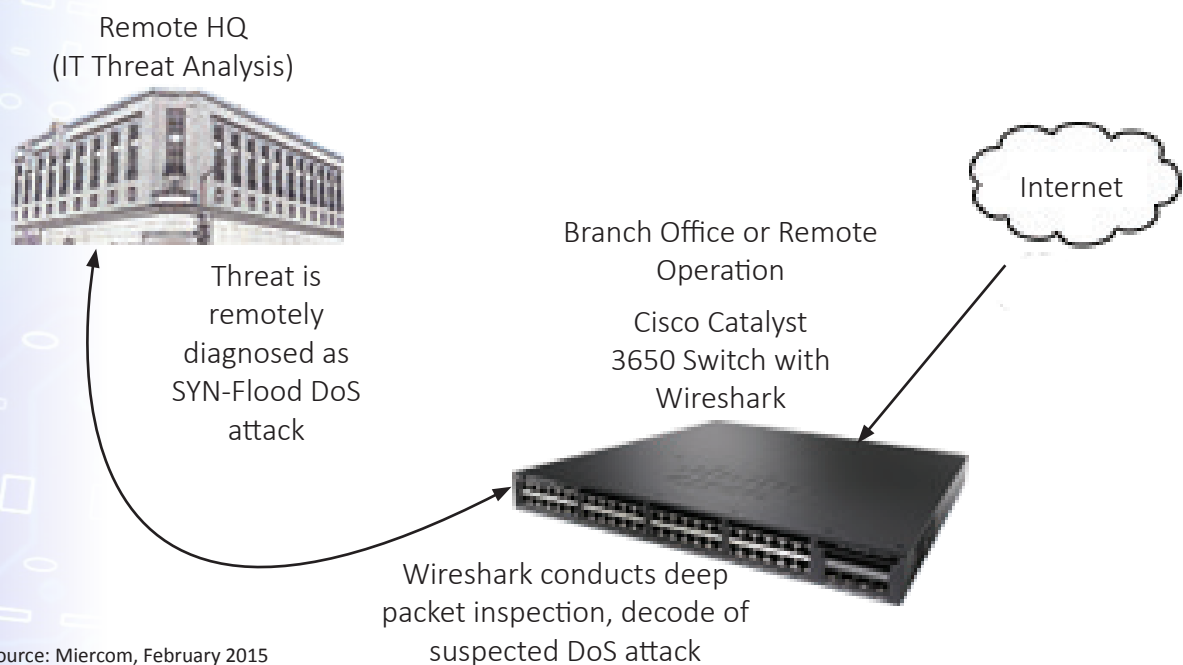 Remote HQ
(IT Threat Analysis)
Internet
Branch Office or Remote
Operation
Threat is
remotely
diagnosed as
SYN-Flood DoS
attack
Cisco Catalyst
3650 Switch with
Wireshark
Wireshark conducts deep
packet inspection, decode of
suspected DoS attack
ource: Miercom, February 2015